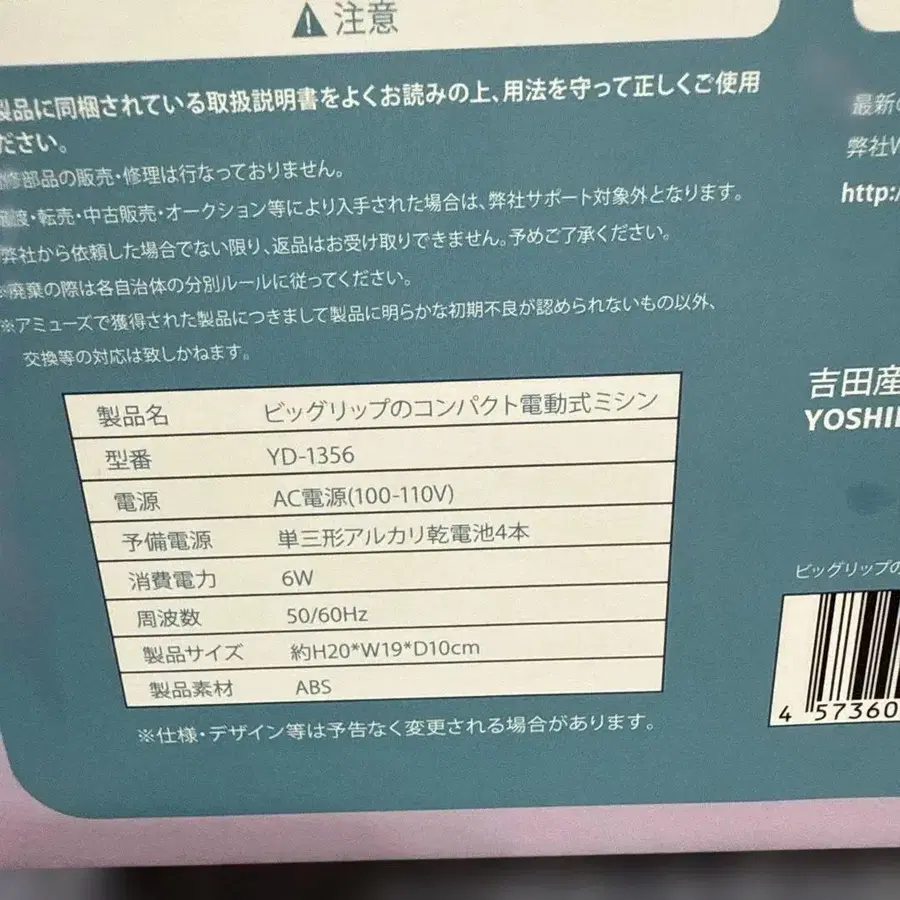 ⚠ 注意
製品に同梱されている取扱説明書をよくお読みの上、用法を守って正しくご使用
ださい。
修部品の販売・修理は行なっておりません。
・転売・中古販売・オークション等により入手された場合は、弊社サポート対象外となります。
弊社から依頼した場合でない限り、返品はお受け取りできません。予めご了承ください。
※廃棄の際は各自治体の分別ルールに従ってください。
※アミューズで獲得された製品につきまして製品に明らかな初期不良が認められないもの以外、
交換等の対応は致しかねます。
製品名 ビッグリップのコンパクト電動式ミシン
型番 YD-1356
電源 AC電源(100-110V)
予備電源 単三形アルカリ乾電池4本
消費電力 6W
周波数 50/60Hz
製品サイズ 約H20*W19*D10cm
製品素材 ABS
※仕様・デザイン等は予告なく変更される場合があります。
最新
弊社W
http:/
吉田産
YOSHI
ビッグリップの
4 57360